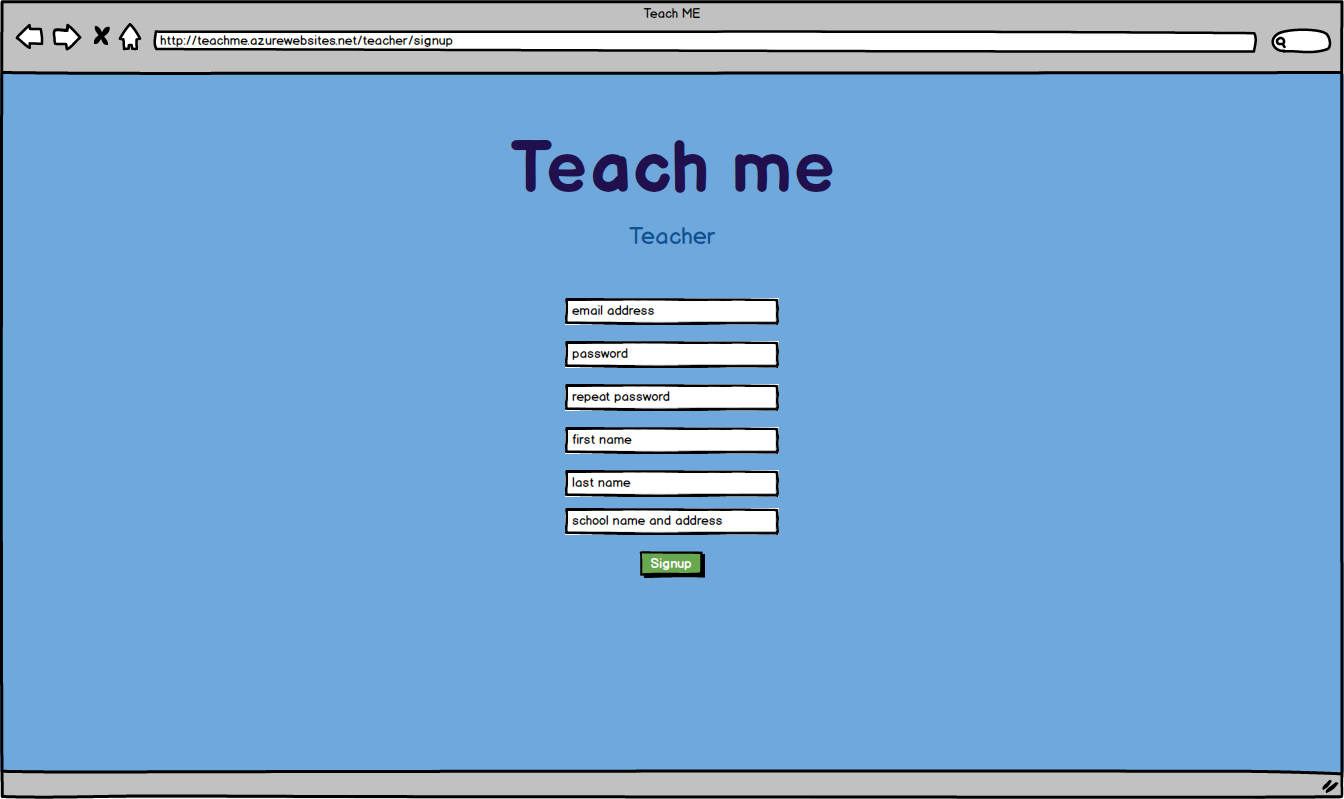 Teach ME
http://teachme.azurewebsites.net/teacher/signup
Teach me
Teacher
email address
password
repeat password
first name
last name
school name and address
Signup